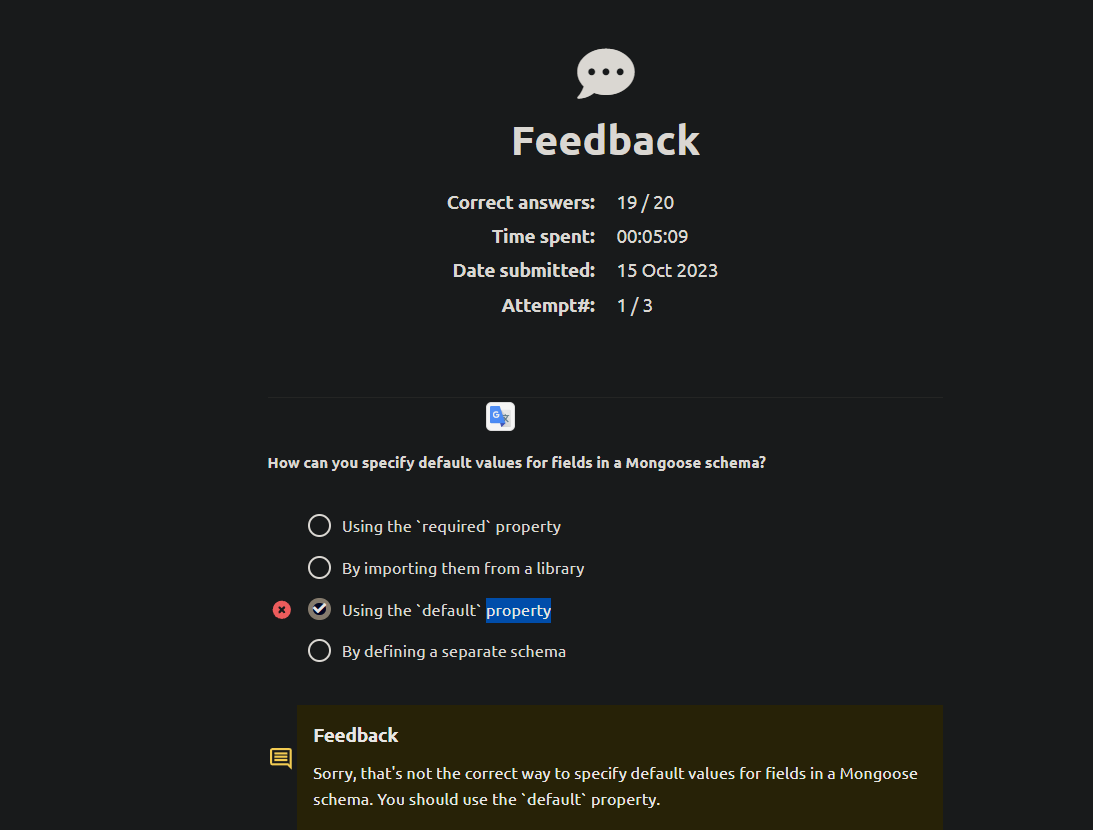 Feedback
Correct answers: 19 / 20
Time spent: 00:05:09
Date submitted: 15 Oct 2023
Attempt#: 1 / 3
G
How can you specify default values for fields in a Mongoose schema?
Using the `required` property
By importing them from a library
Using the `default` property
By defining a separate schema
Feedback
Sorry, that's not the correct way to specify default values for fields in a Mongoose
schema. You should use the `default` property.